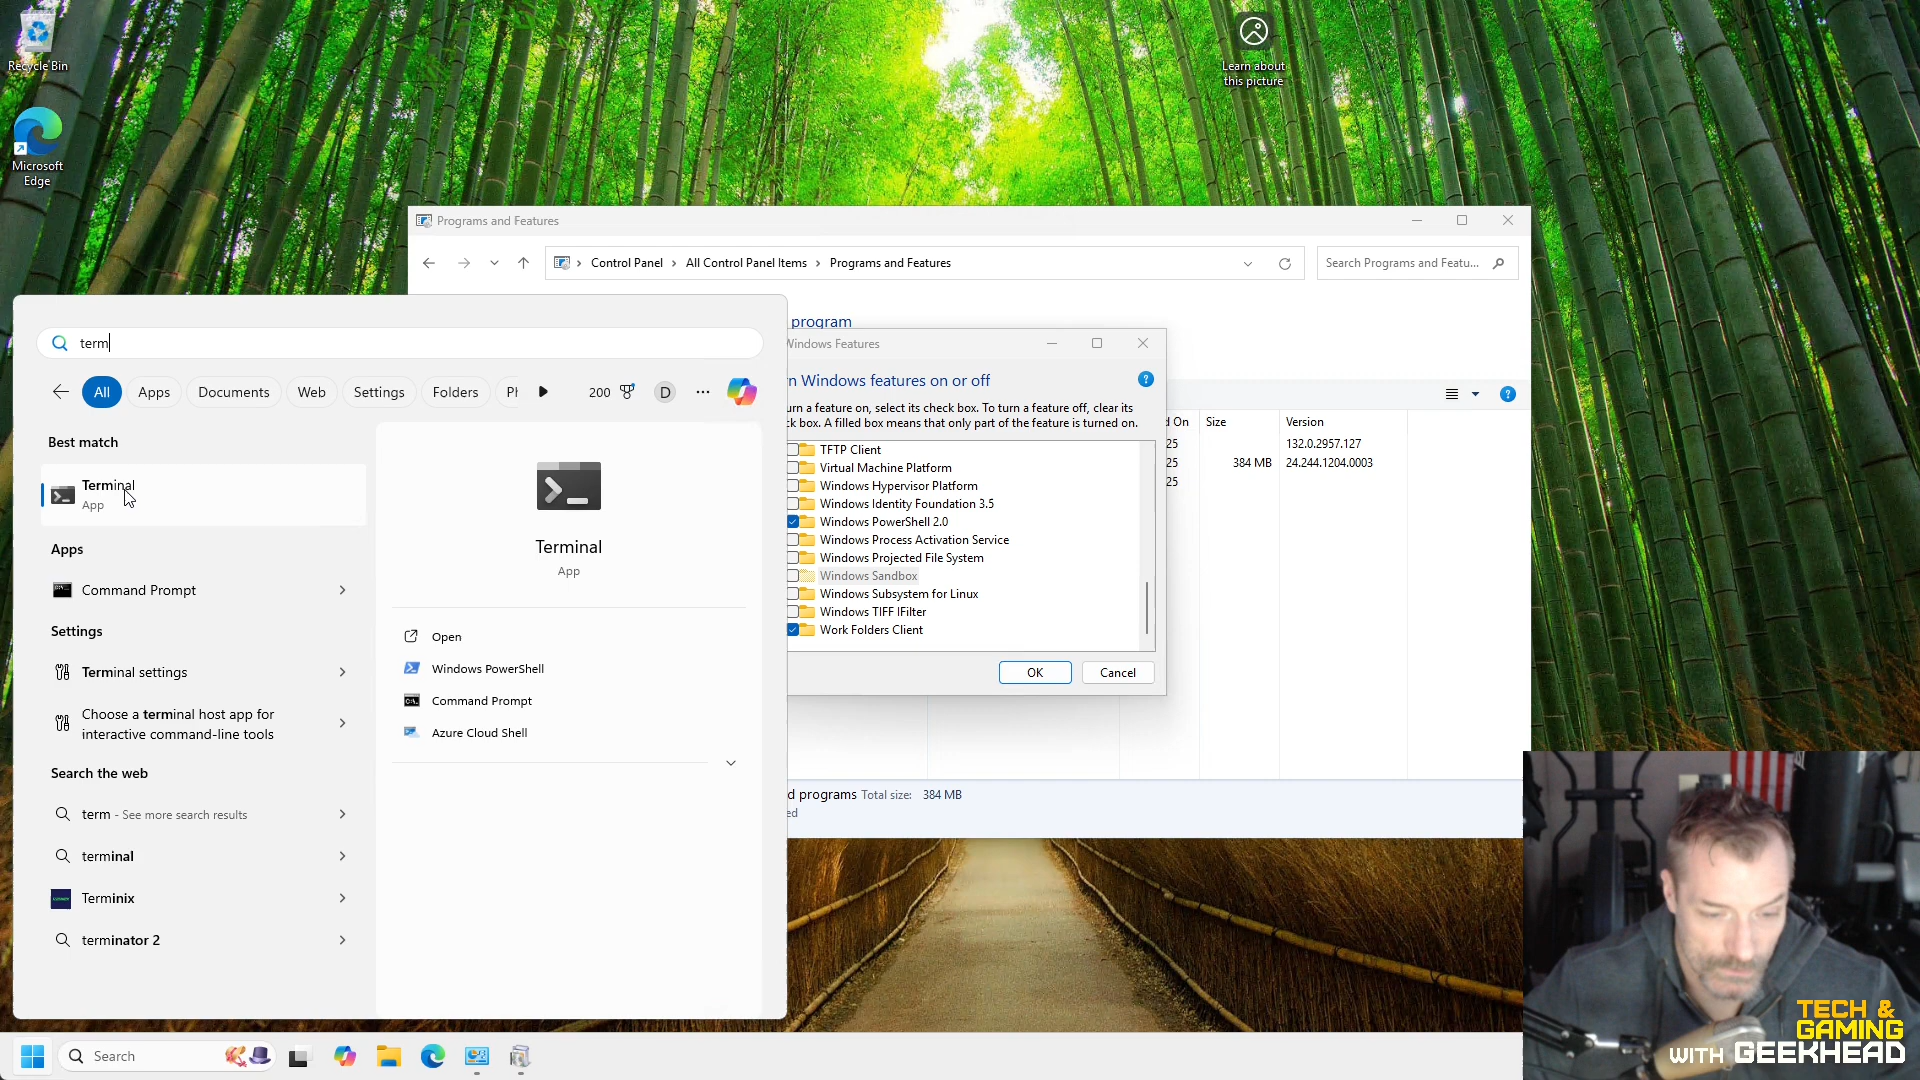 Recycle Bin
Microsoft
Edge
Learn about
this picture
Programs and Features
Control Panel > All Control Panel Items > Programs and Features
Search Programs and Featu...
program
Windows Features
n Windows features on or off
urn a feature on, select its check box. To turn a feature off, clear its
ck box. A filled box means that only part of the feature is turned on.
TFTP Client
Virtual Machine Platform
Windows Hypervisor Platform
Windows Identity Foundation 3.5
Windows PowerShell 2.0
Windows Process Activation Service
Windows Projected File System
Windows Sandbox
Windows Subsystem for Linux
Windows TIFF IFilter
Work Folders Client
OK
Cancel
d On
Size
Version
25
132.0.2957.127
25
384 MB
24.244.1204.0003
25
d programs Total size: 384 MB
ed
term
All
Apps
Documents
Web
Settings
Folders
Ph
200
D
Best match
Terminal
App
Apps
Command Prompt
Settings
Terminal settings
Choose a terminal host app for
interactive command-line tools
Search the web
term - See more search results
terminal
Terminix
terminator 2
Terminal
App
Open
Windows PowerShell
Command Prompt
Azure Cloud Shell
Search
TECH &
GAMING
WITH GEEKHEAD